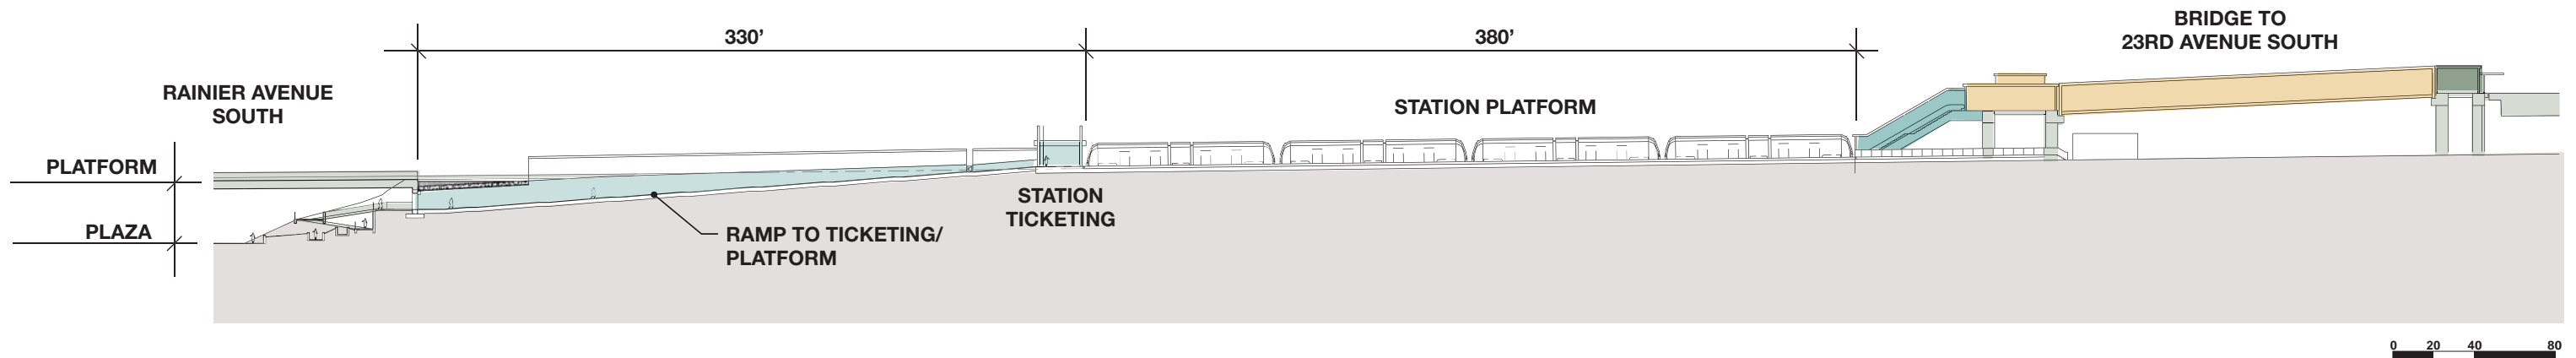 BRIDGE TO
23RD AVENUE SOUTH
330’
380’
RAINIER AVENUE
SOUTH
STATION PLATFORM
PLATFORM
STATION
TICKETING
PLAZA
RAMP TO TICKETING/
PLATFORM
0 20 40 80